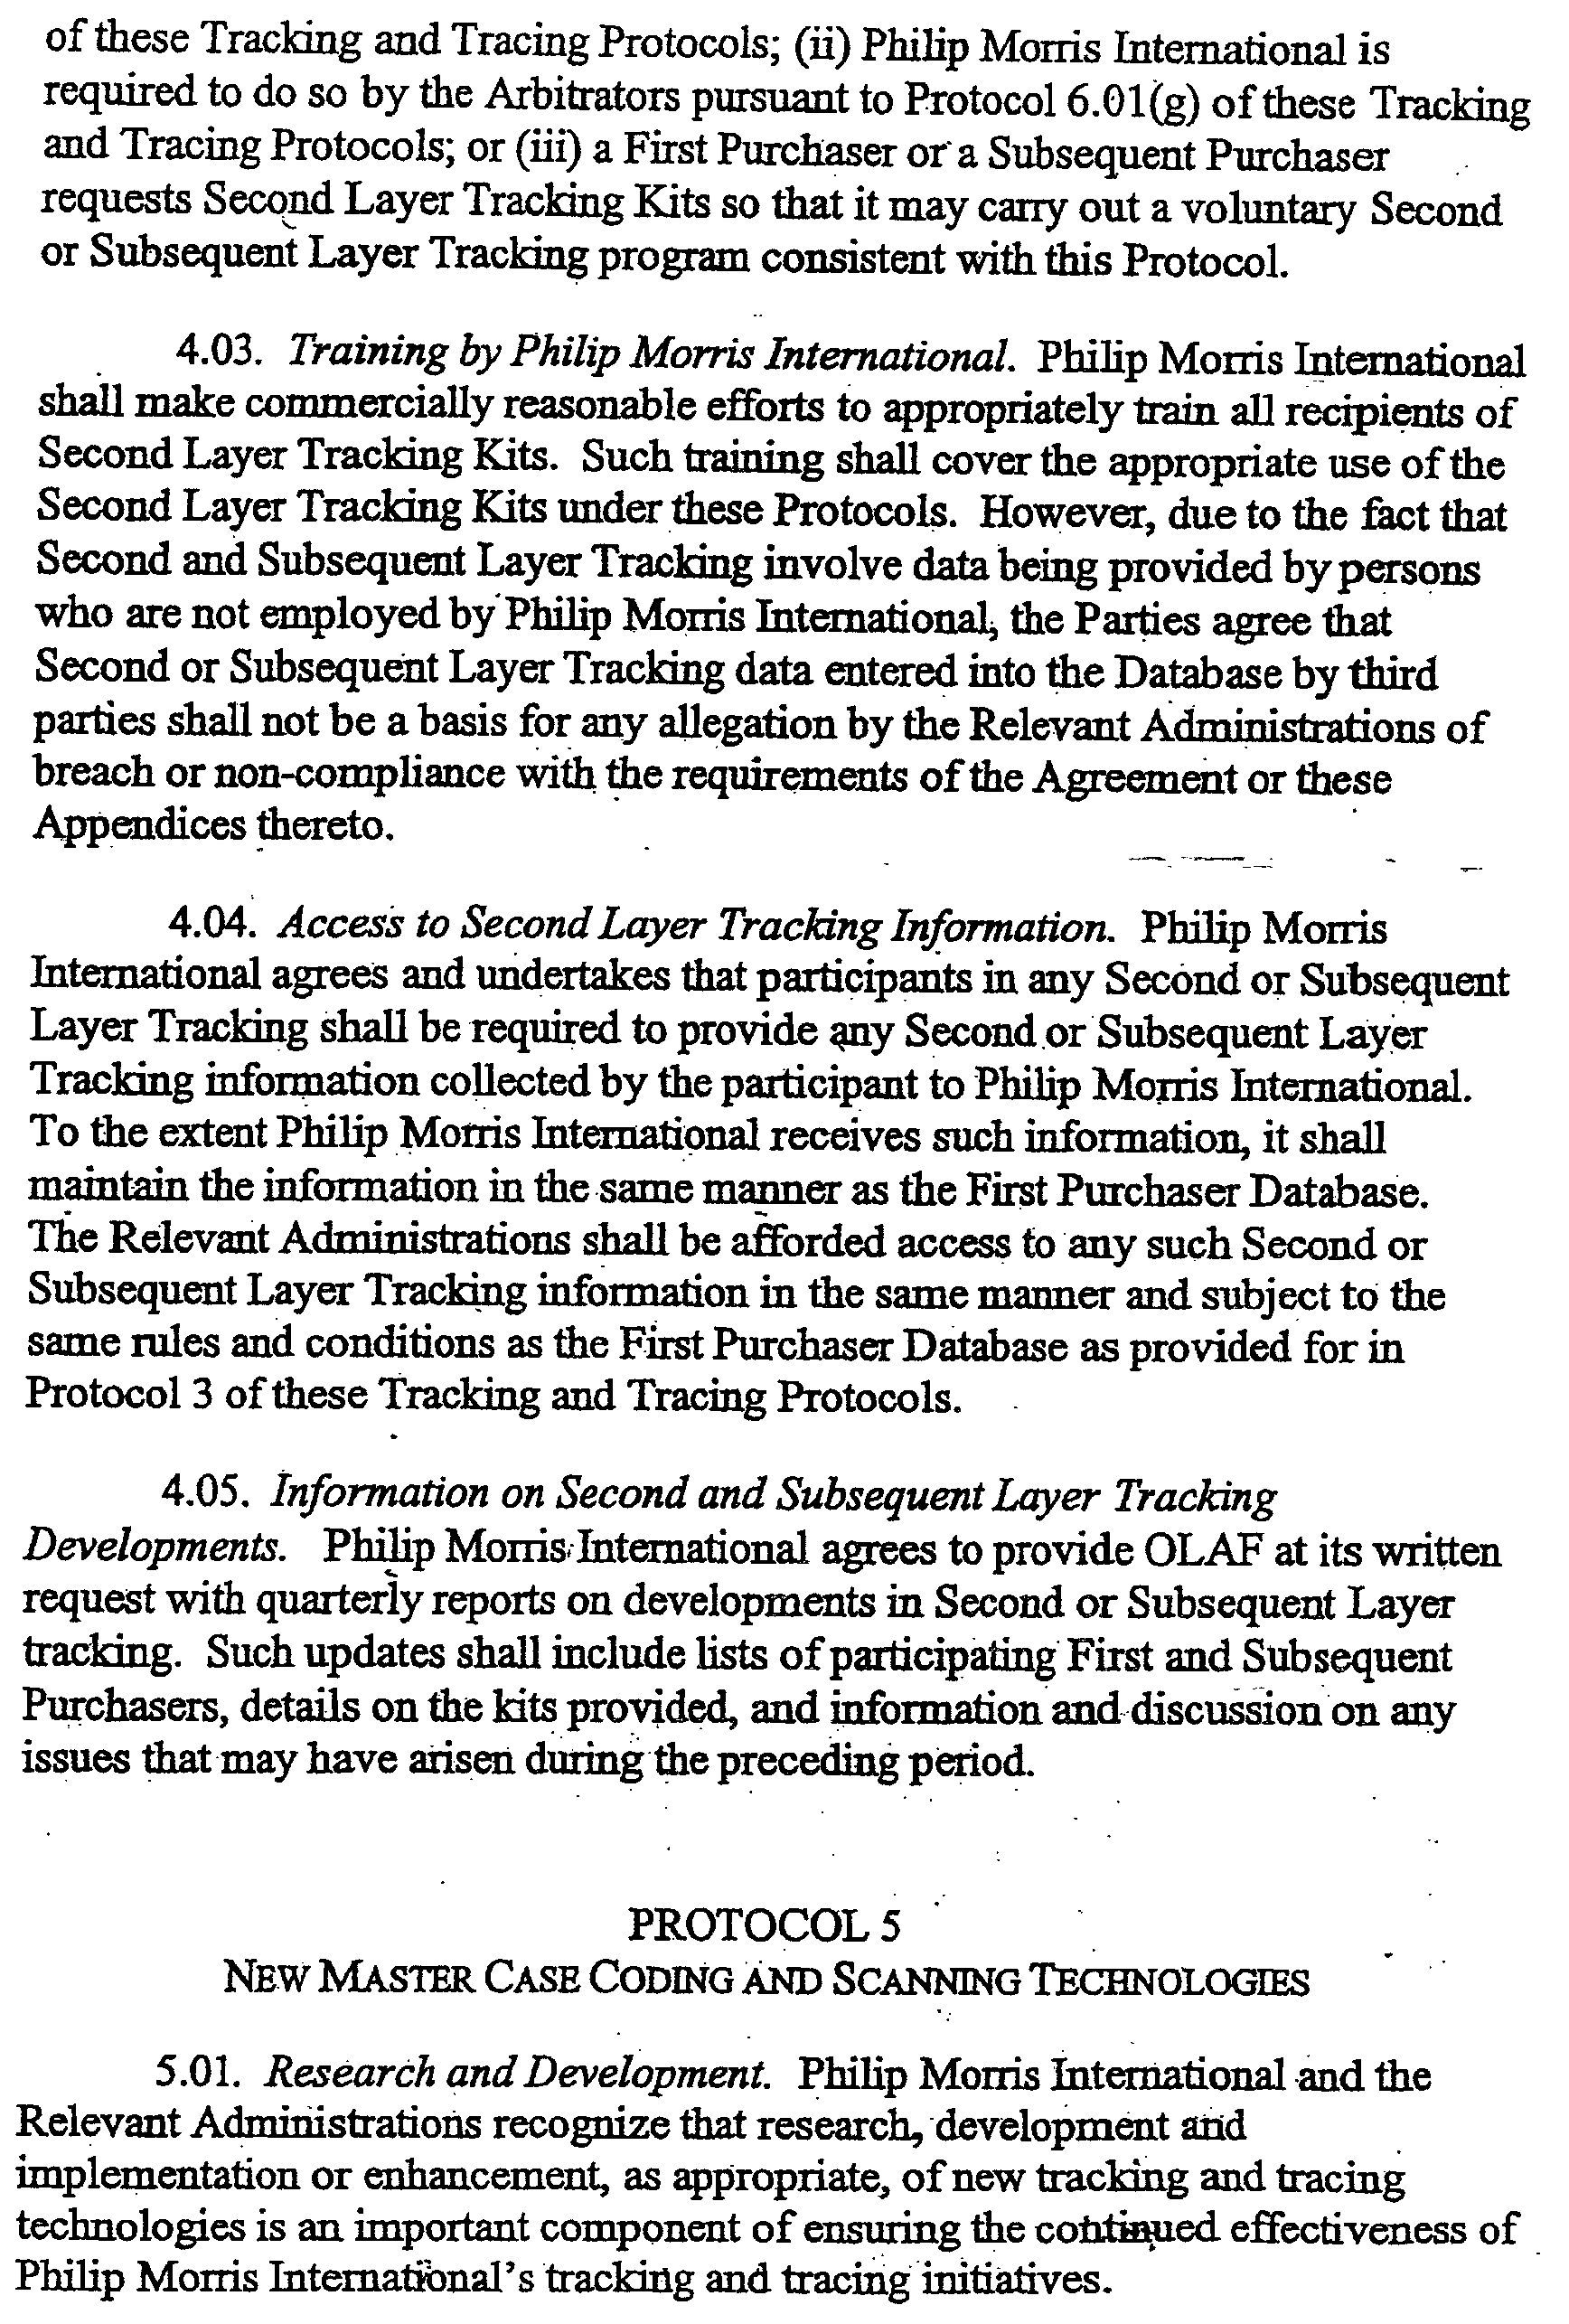 of these Tracking and Tracing Protocols; (ii) Philip Morris International is
required to do so by the Arbitrators pursuant to Protocol 6.01(g) of these Tracking
and Tracing Protocols; or (iii) a First Purchaser or a Subsequent Purchaser
requests Second Layer Tracking Kits so that it may carry out a voluntary Second
or Subsequent Layer Tracking program consistent with this Protocol.
4.03. Training by Philip Morris International. Philip Morris International
shall make commercially reasonable efforts to appropriately train all recipients of
Second Layer Tracking Kits. Such training shall cover the appropriate use of the
Second Layer Tracking Kits under these Protocols. However, due to the fact that
Second and Subsequent Layer Tracking involve data being provided by persons
who are not employed by Philip Morris International, the Parties agree that
Second or Subsequent Layer Tracking data entered into the Database by third
parties shall not be a basis for any allegation by the Relevant Administrations of
breach or non-compliance with the requirements of the Agreement or these
Appendices thereto.
4.04. Access to Second Layer Tracking Information. Philip Morris
International agrees and undertakes that participants in any Second or Subsequent
Layer Tracking shall be required to provide any Second or Subsequent Layer
Tracking information collected by the participant to Philip Morris International.
To the extent Philip Morris International receives such information, it shall
maintain the information in the same manner as the First Purchaser Database.
The Relevant Administrations shall be afforded access to any such Second or
Subsequent Layer Tracking information in the same manner and subject to the
same rules and conditions as the First Purchaser Database as provided for in
Protocol 3 of these Tracking and Tracing Protocols.
4.05. Information on Second and Subsequent Layer Tracking
Developments. Philip Morris International agrees to provide OLAF at its written
request with quarterly reports on developments in Second or Subsequent Layer
tracking. Such updates shall include lists of participating First and Subsequent
Purchasers, details on the kits provided, and information and discussion on any
issues that may have arisen during the preceding period.
PROTOCOL 5
NEW MASTER CASE CODING AND SCANNING TECHNOLOGIES
5.01. Research and Development. Philip Morris International and the
Relevant Administrations recognize that research, development and
implementation or enhancement, as appropriate, of new tracking and tracing
technologies is an important component of ensuring the continued effectiveness of
Philip Morris International's tracking and tracing initiatives.